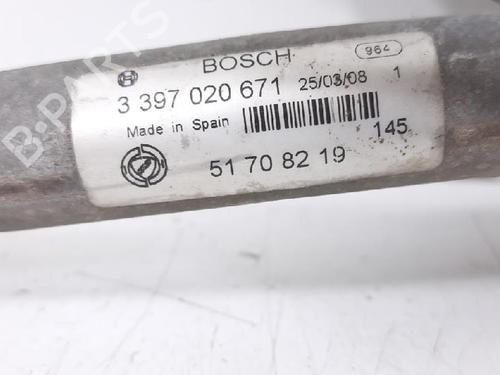 BOSCH 964
3 397 020 671 25/03/08 1
Made in Spain 145
51 70 82 19
B-PARTS